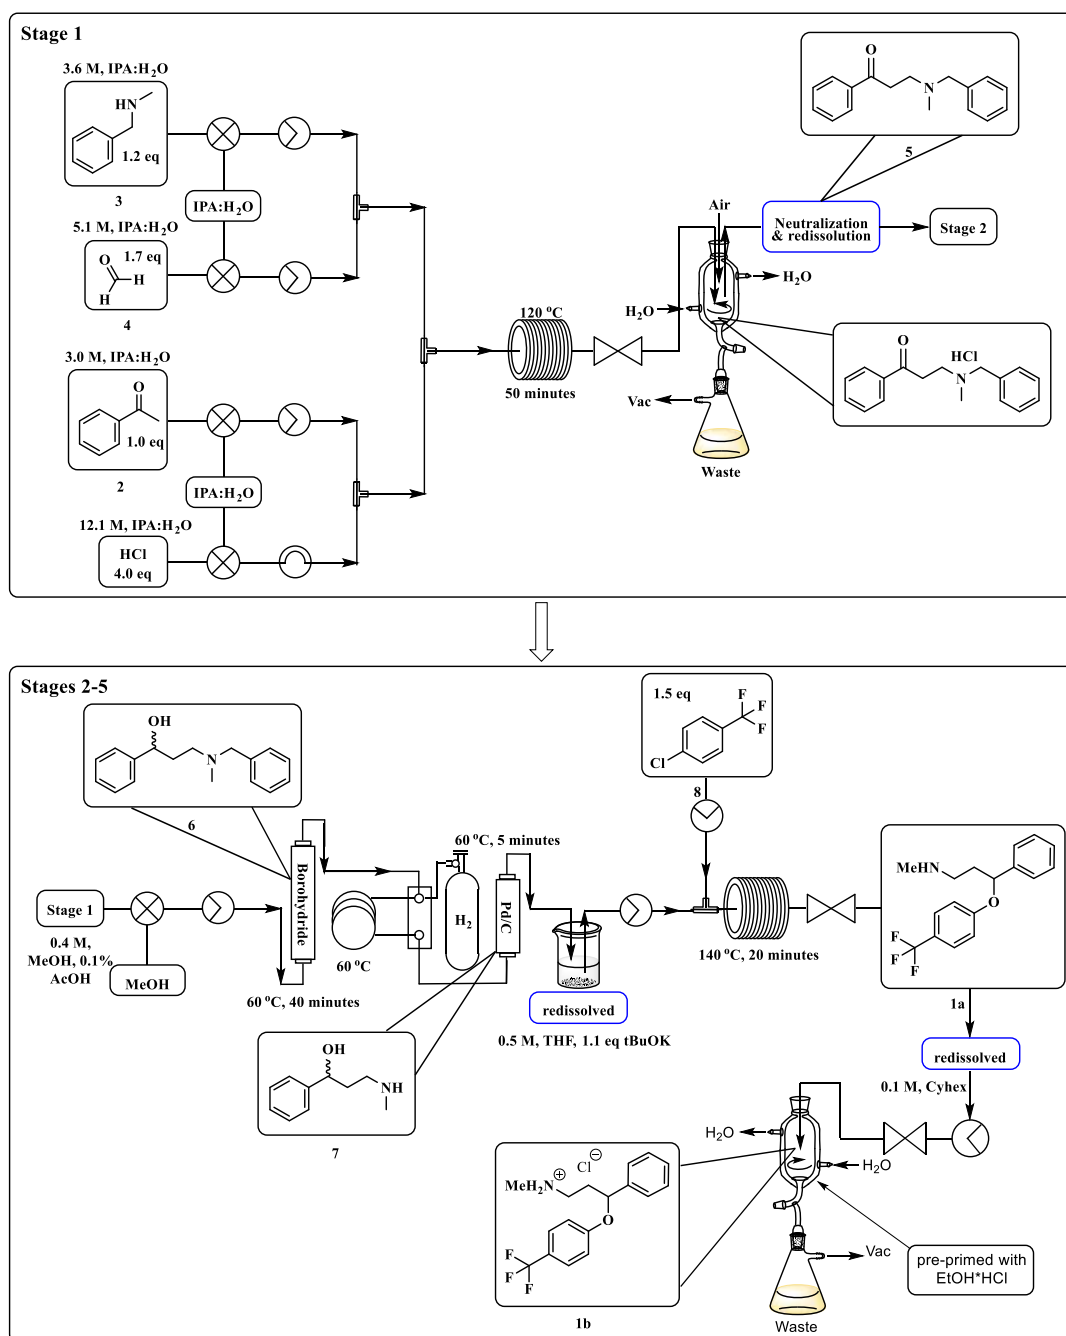 Stage 1
3.6 M, IPA:H₂O
HN
1.2 eq
3
IPA:H₂O
5.1 M, IPA:H₂O
1.7 eq
O
H
H
4
3.0 M, IPA:H₂O
O
1.0 eq
2
IPA:H₂O
12.1 M, IPA:H₂O
HCl
4.0 eq
120 °C
50 minutes
Air
H₂O
H₂O
Vac
Waste
O
N
5
Neutralization
& redissolution
Stage 2
O
HCl
N
Stages 2-5
OH
N
6
Stage 1
0.4 M,
MeOH, 0.1%
AcOH
MeOH
Borohydride
60 °C, 40 minutes
60 °C
H₂
60 °C, 5 minutes
Pd/C
OH
NH
7
redissolved
0.5 M, THF, 1.1 eq tBuOK
1.5 eq
F
F
F
Cl
8
140 °C, 20 minutes
MeHN
O
F
F
F
1a
redissolved
0.1 M, Cyhex
H₂O
H₂O
Vac
Waste
pre-primed with
EtOH*HCl
Cl⊖
⊕
MeH₂N
O
F
F
F
1b